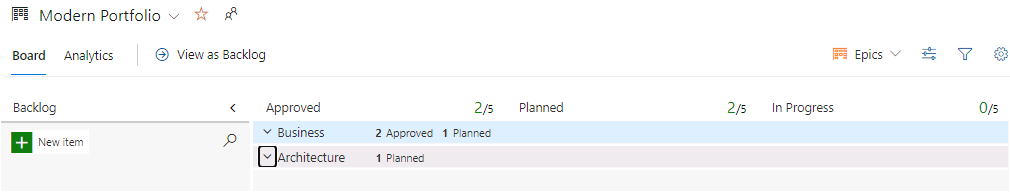 Modern Portfolio
Board Analytics View as Backlog Epics
Backlog Approved 2/5 Planned 2/5 In Progress 0/5
New item Business 2 Approved 1 Planned
Architecture 1 Planned